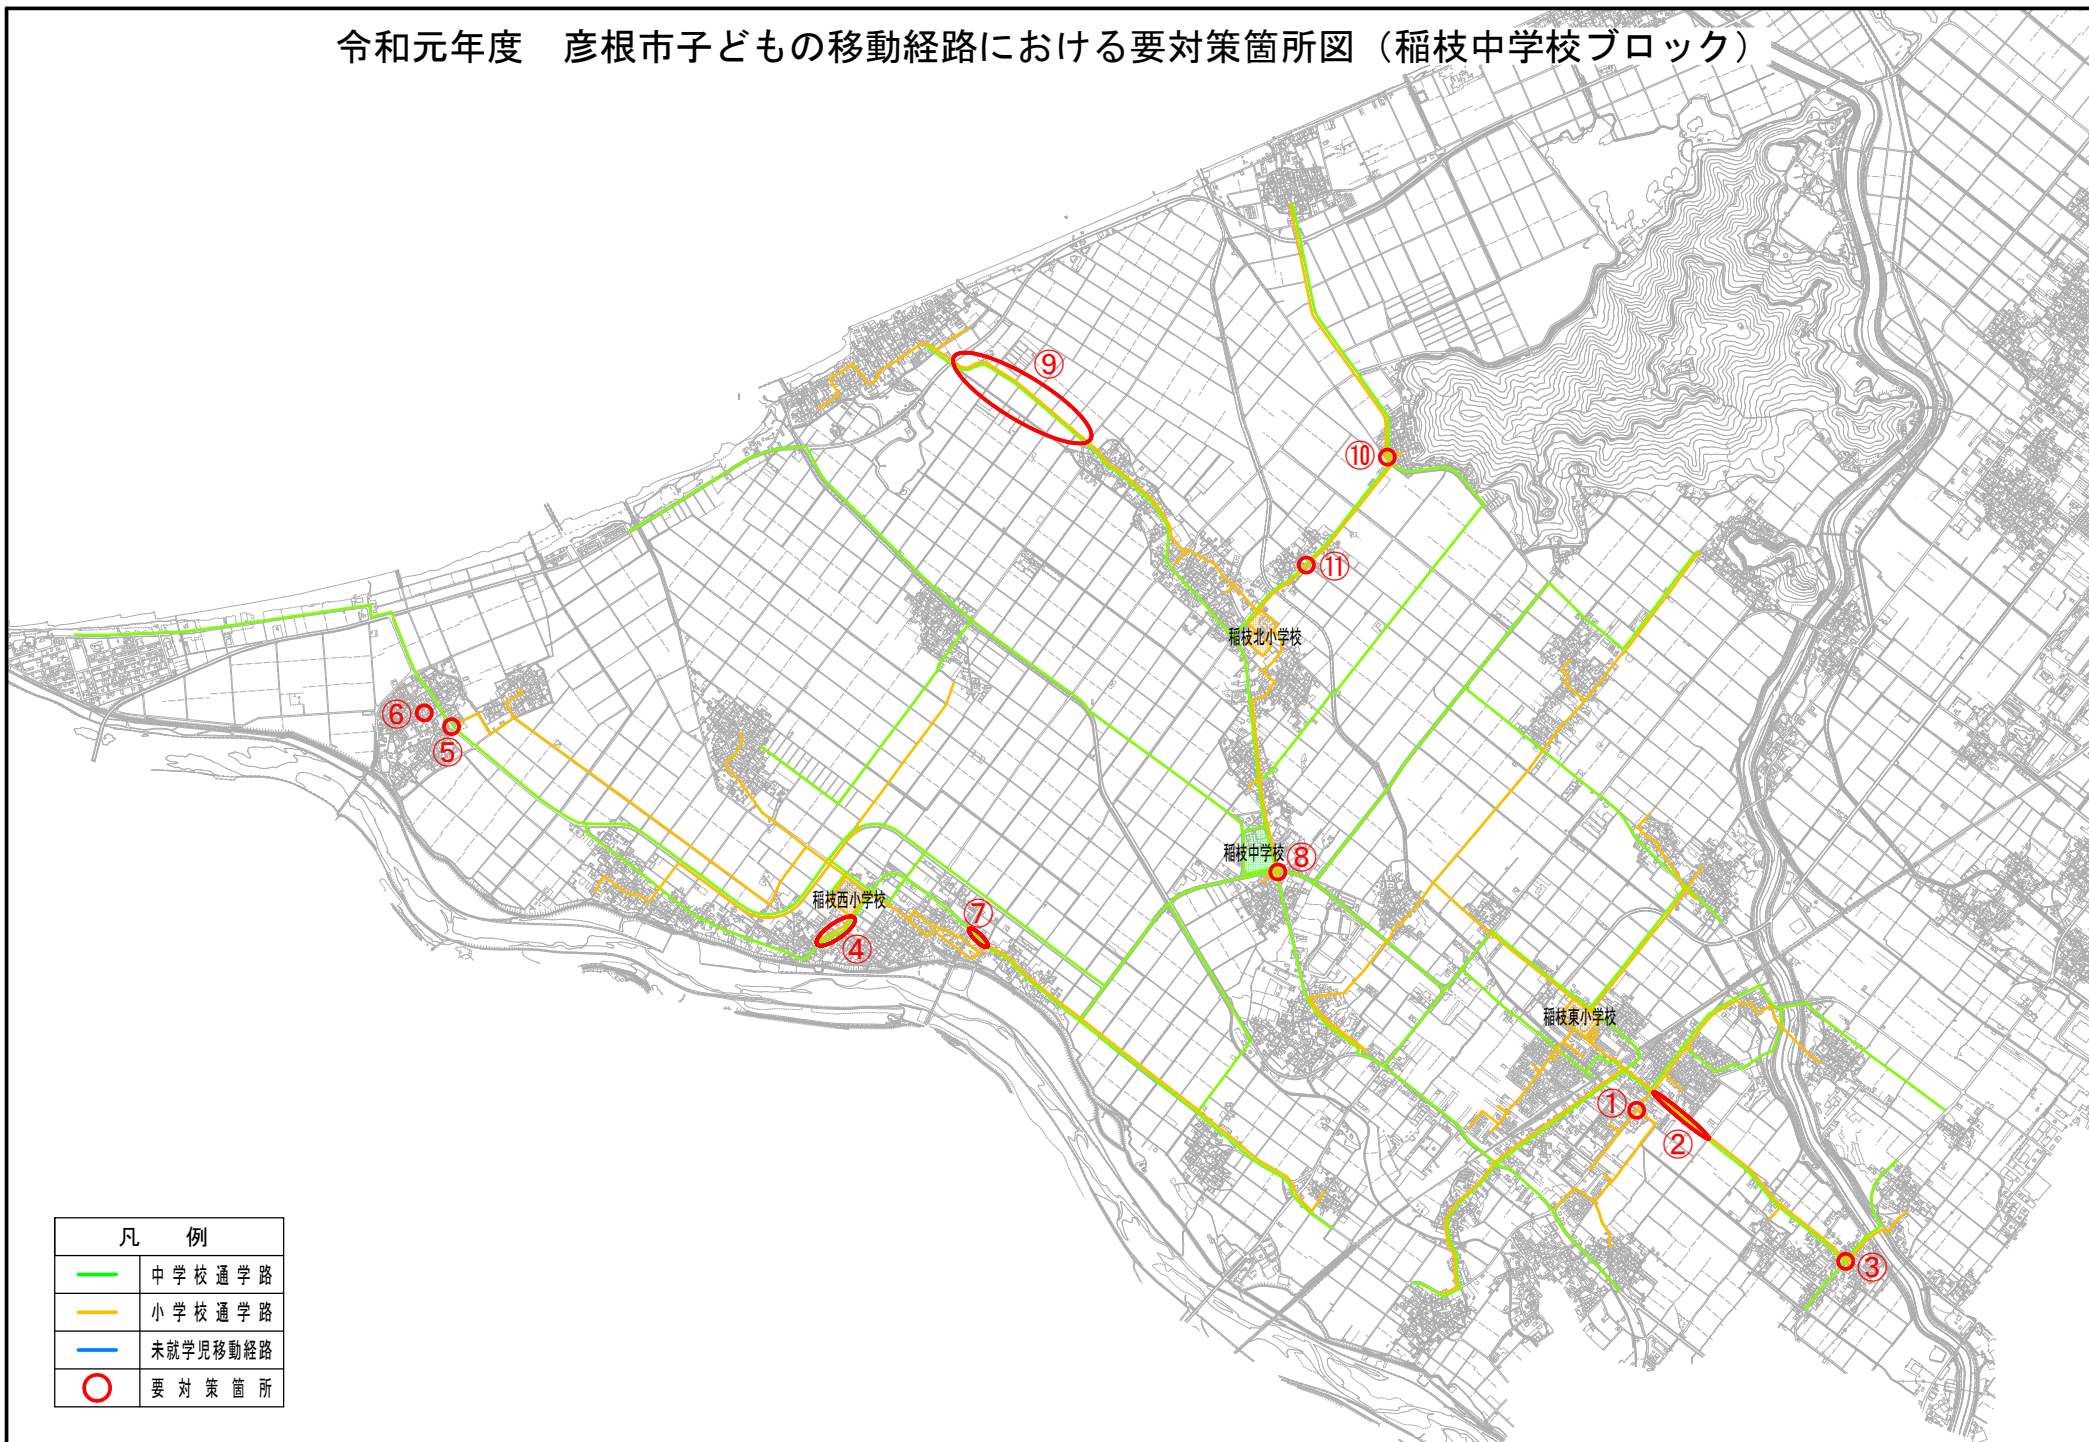 令和元年度　彦根市子どもの移動経路における要対策箇所図（稲枝中学校ブロック）
⑨
⑩
⑪
稲枝北小学校
⑥
⑤
稲枝中学校
⑧
稲枝西小学校
⑦
④
稲枝東小学校
①
②
③
凡　例
中学校通学路
小学校通学路
未就学児移動経路
要対策箇所